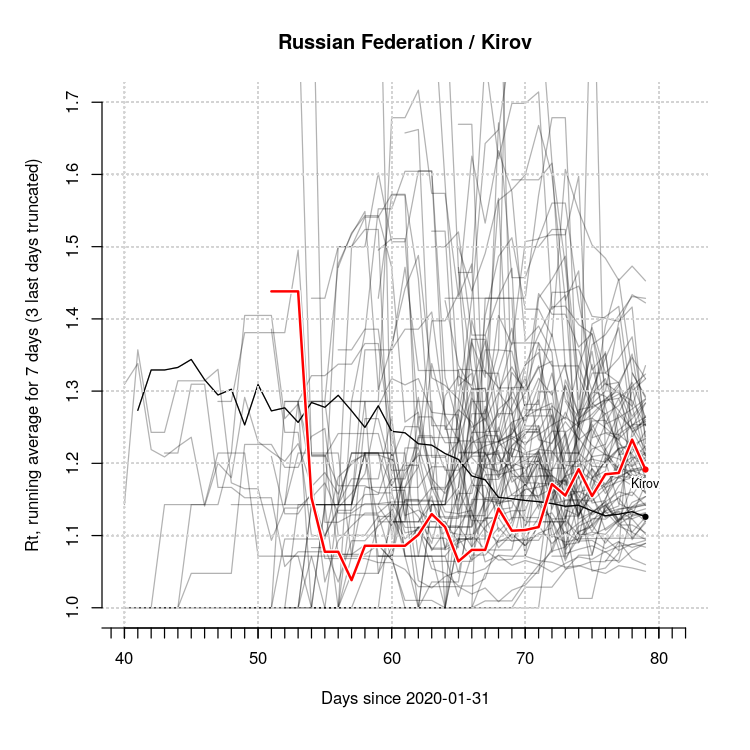 Russian Federation / Kirov
Rt, running average for 7 days (3 last days truncated)
1.7
1.6
1.5
1.4
1.3
1.2
1.1
1.0
Kirov
40 50 60 70 80
Days since 2020-01-31